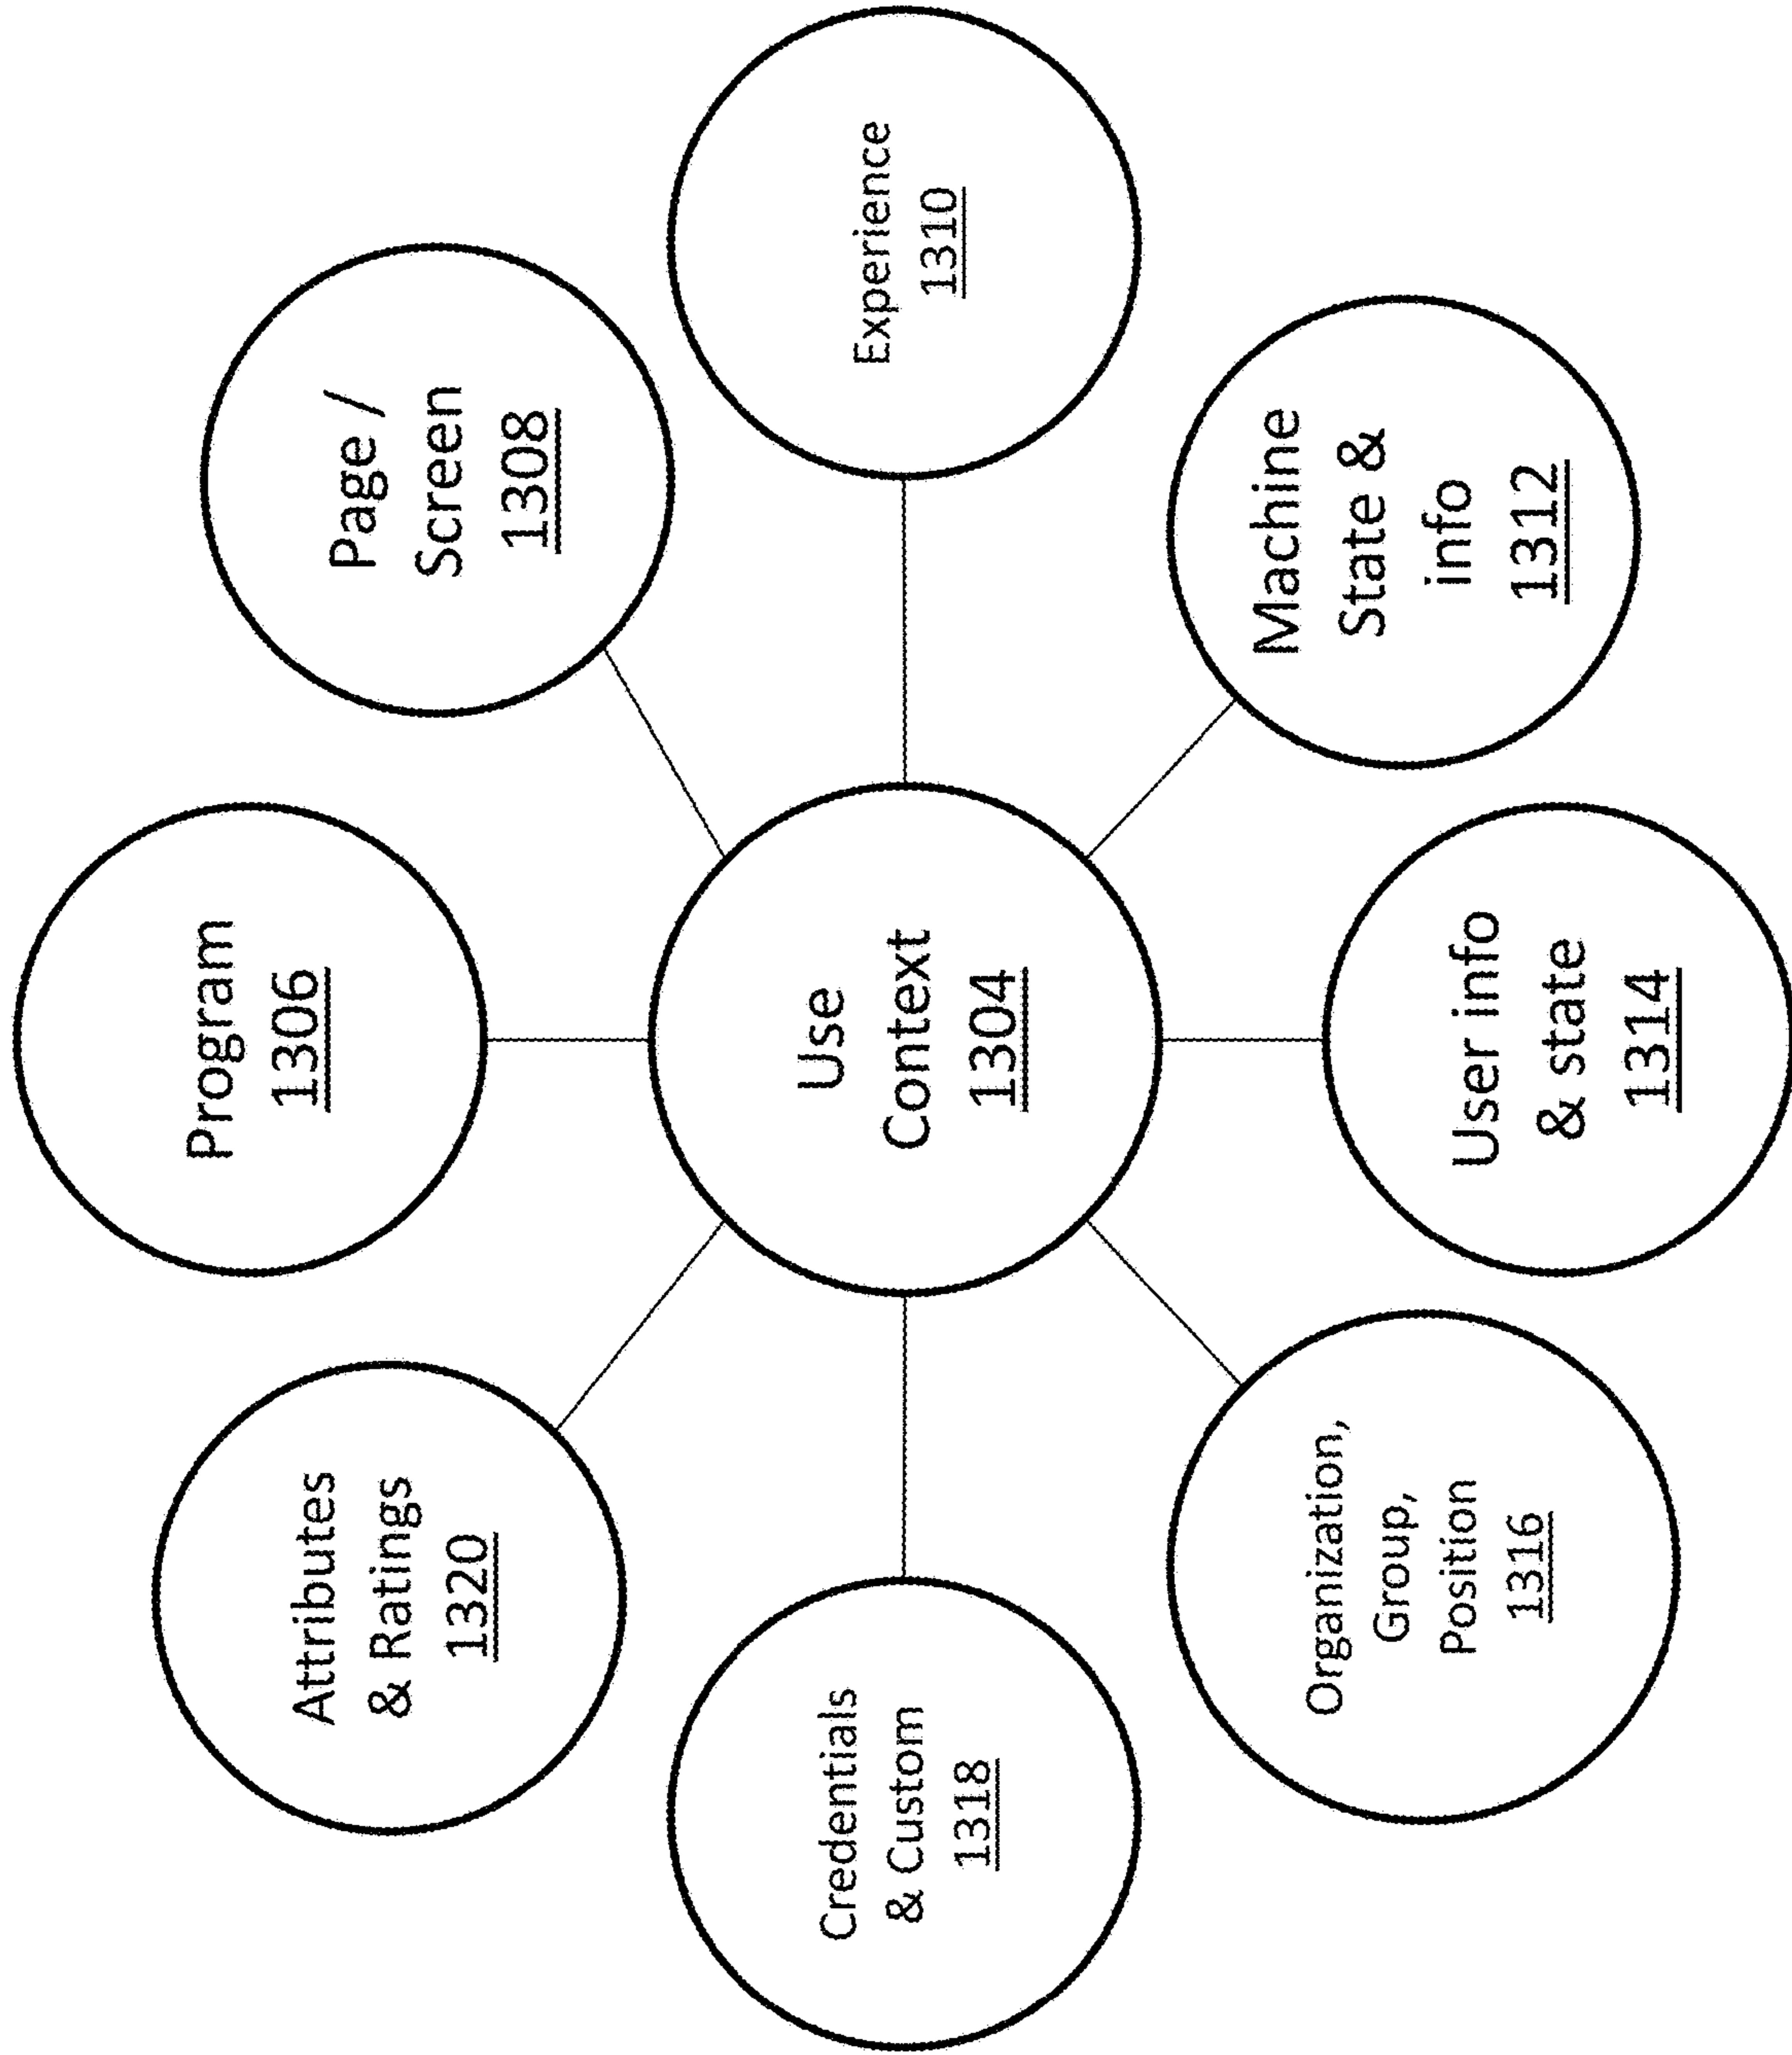 Use
Context
1304
Program
1306
Page /
Screen
1308
Experience
1310
Machine
State &
info
1312
User info
& state
1314
Organization,
Group,
Position
1316
Credentials
& Custom
1318
Attributes
& Ratings
1320